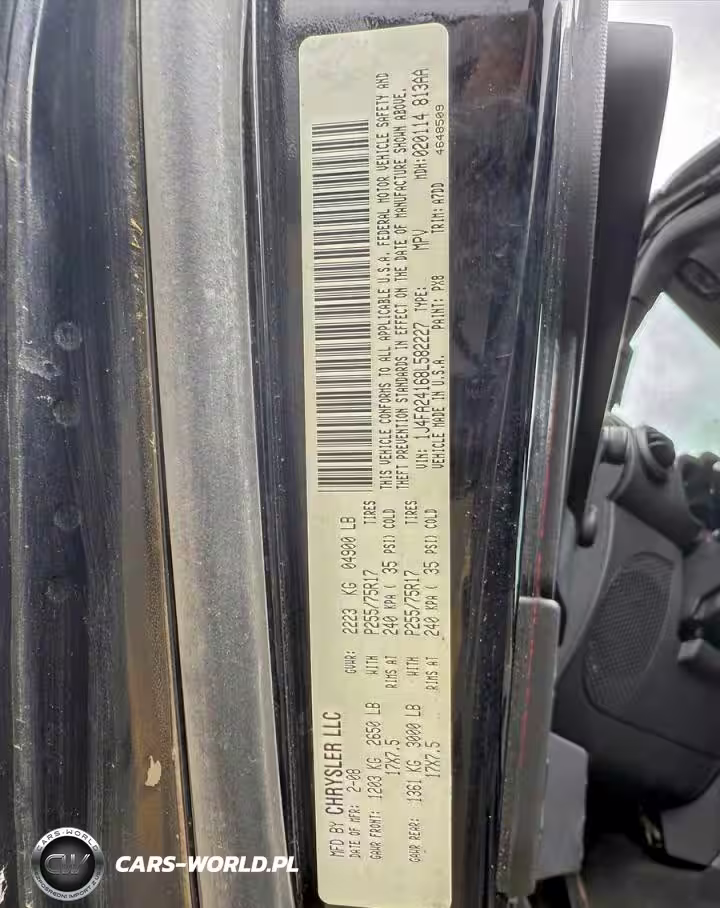 MFD BY CHRYSLER LLC
DATE OF MFR: 2-08
GVWR: 2223 KG 04900 LB
GAWR FRONT: 1203 KG 2650 LB WITH P255/75R17 TIRES
17X7.5 RIMS AT 240 KPA ( 35 PSI) COLD
GAWR REAR: 1361 KG 3000 LB WITH P255/75R17 TIRES
17X7.5 RIMS AT 240 KPA ( 35 PSI) COLD
THIS VEHICLE CONFORMS TO ALL APPLICABLE U.S.A. FEDERAL MOTOR VEHICLE SAFETY AND
THEFT PREVENTION STANDARDS IN EFFECT ON THE DATE OF MANUFACTURE SHOWN ABOVE.
VIN: 1J4FA24168L582227 TYPE: MPV MDH:020114 813AA
VEHICLE MADE IN U.S.A. PAINT: PX8 TRIM: A7DD 4648509
CARS-WORLD
CW
CARS-WORLD.PL